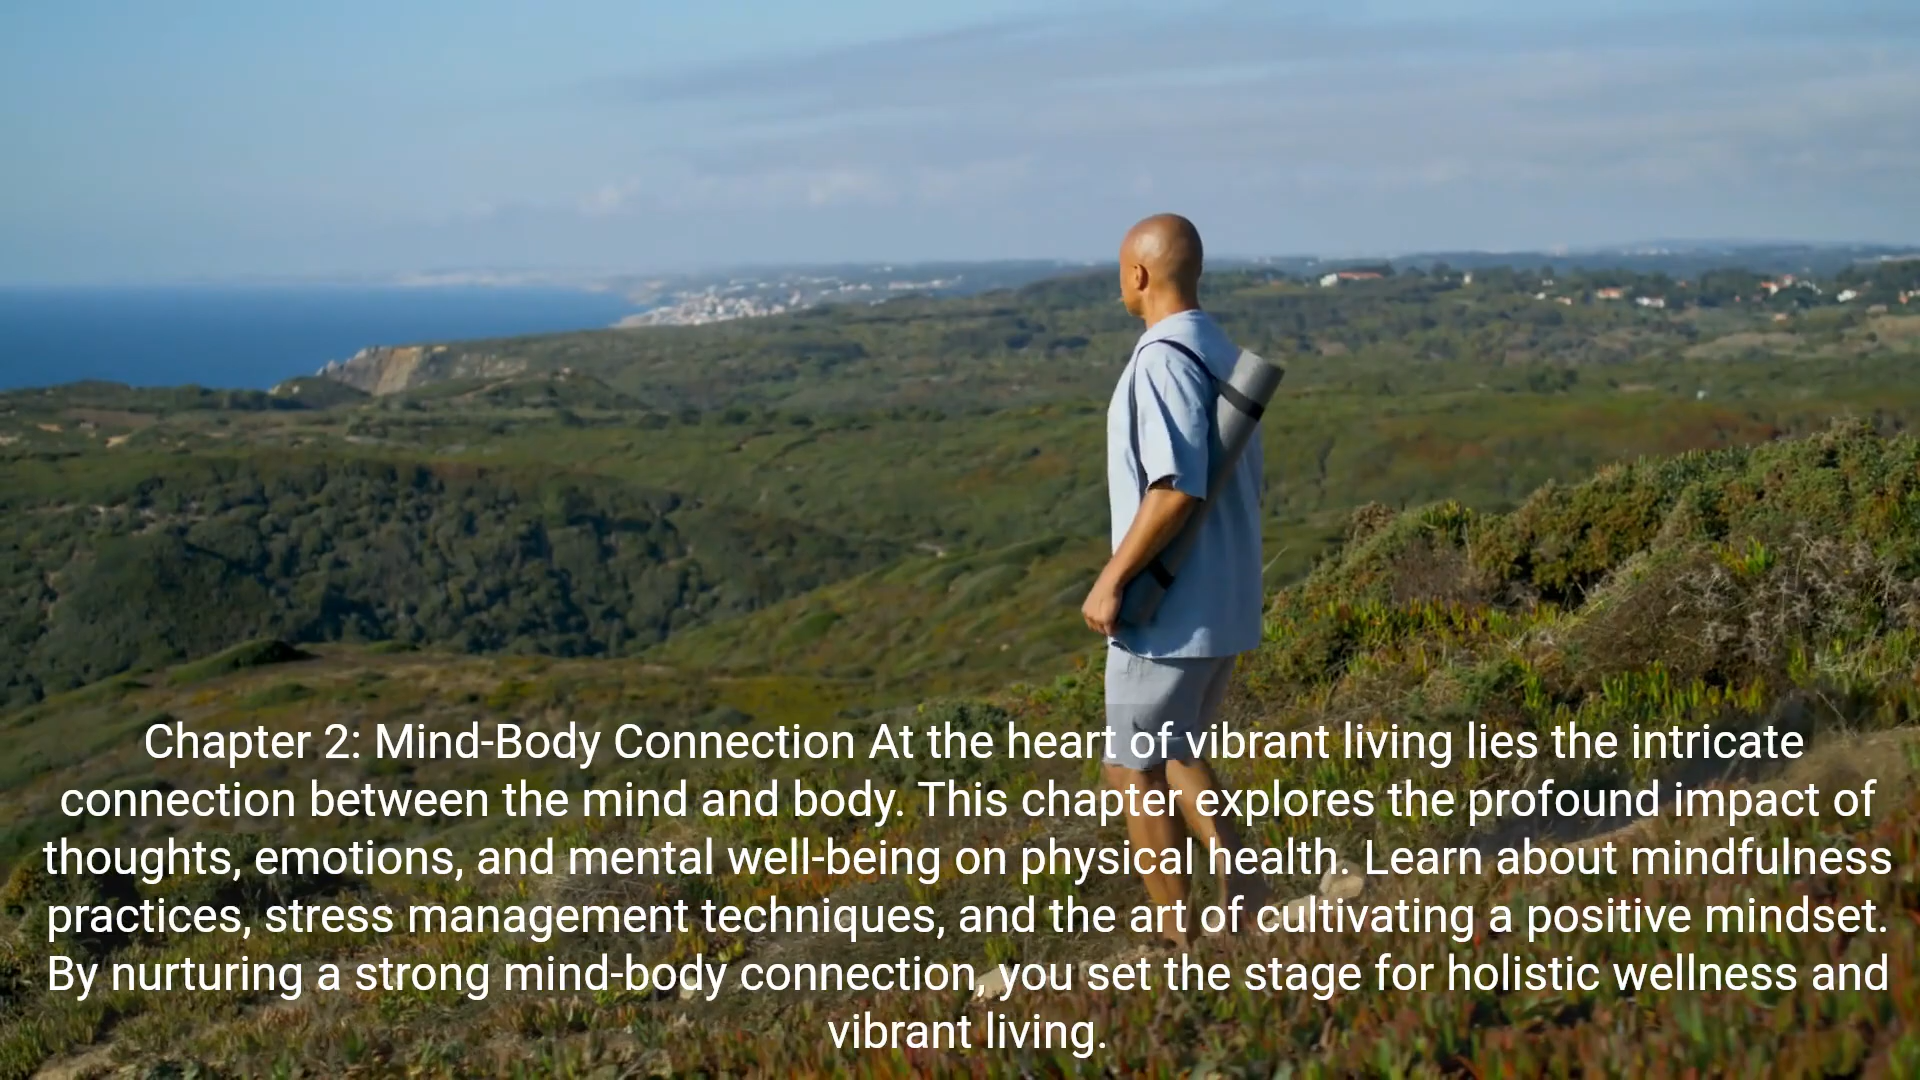 Chapter 2: Mind-Body Connection At the heart of vibrant living lies the intricate
connection between the mind and body. This chapter explores the profound impact of
thoughts, emotions, and mental well-being on physical health. Learn about mindfulness
practices, stress management techniques, and the art of cultivating a positive mindset.
By nurturing a strong mind-body connection, you set the stage for holistic wellness and
vibrant living.